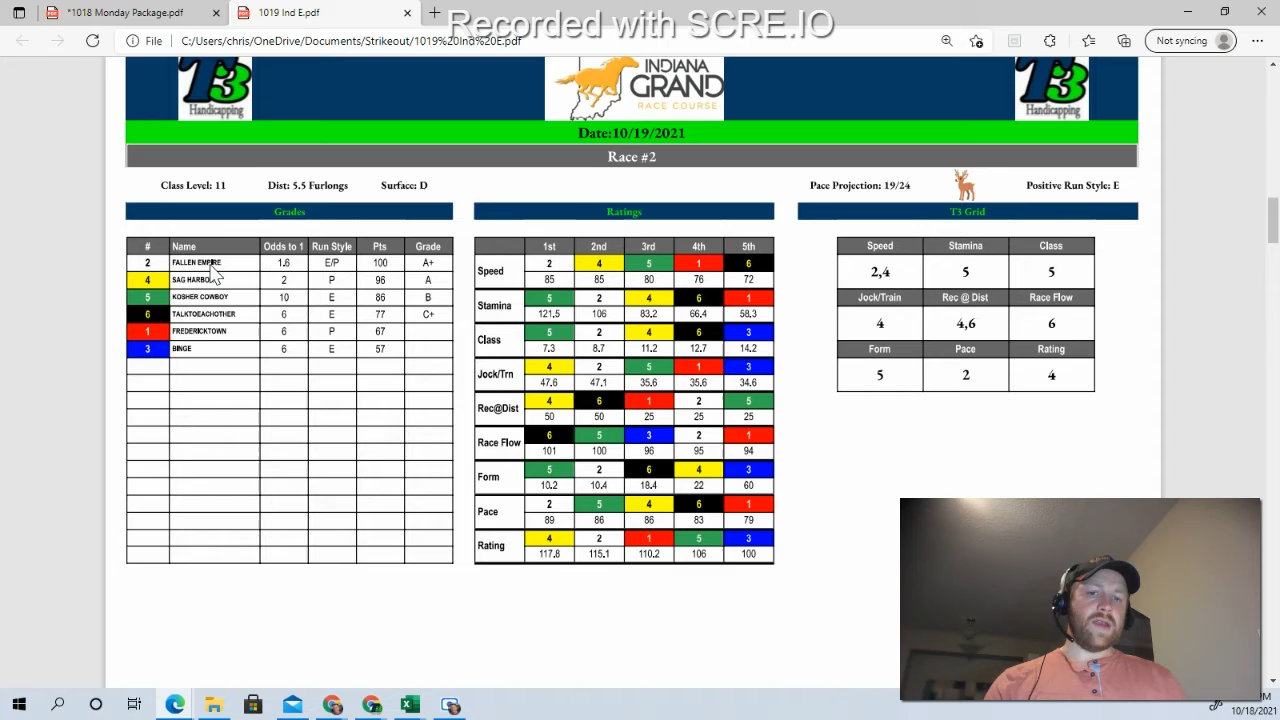 Recorded with SCRE.IO
*1018 Monday Package.pdf
1019 Ind E.pdf
File C:/Users/chris/OneDrive/Documents/Strikeout/1019%20Ind%20E.pdf
Not syncing
T3 Handicapping
INDIANA GRAND RACE COURSE
T3 Handicapping
Date:10/19/2021
Race #2
Class Level: 11 Dist: 5.5 Furlongs Surface: D Pace Projection: 19/24 Positive Run Style: E
Grades
# Name Odds to 1 Run Style Pts Grade
2 FALLEN EMPIRE 1.6 E/P 100 A+
4 SAG HARBO 2 P 96 A
5 KOSHER COWBOY 10 E 86 B
6 TALKTOEACHOTHER 6 E 77 C+
1 FREDERICKTOWN 6 P 67
3 BINGE 6 E 57
Ratings
1st 2nd 3rd 4th 5th
Speed 2 4 5 1 6
85 85 80 76 72
Stamina 5 2 4 6 1
121.5 106 83.2 66.4 58.3
Class 5 2 4 6 3
7.3 8.7 11.2 12.7 14.2
Jock/Trn 4 2 5 1 3
47.6 47.1 35.6 35.6 34.6
Rec@Dist 4 6 1 2 5
50 50 25 25 25
Race Flow 6 5 3 2 1
101 100 96 95 94
Form 5 2 6 4 3
10.2 10.4 18.4 22 60
Pace 2 5 4 6 1
89 86 86 83 79
Rating 4 2 1 5 3
117.8 115.1 110.2 106 100
T3 Grid
Speed Stamina Class
2,4 5 5
Jock/Train Rec @ Dist Race Flow
4 4,6 6
Form Pace Rating
5 2 4
10/18/2021